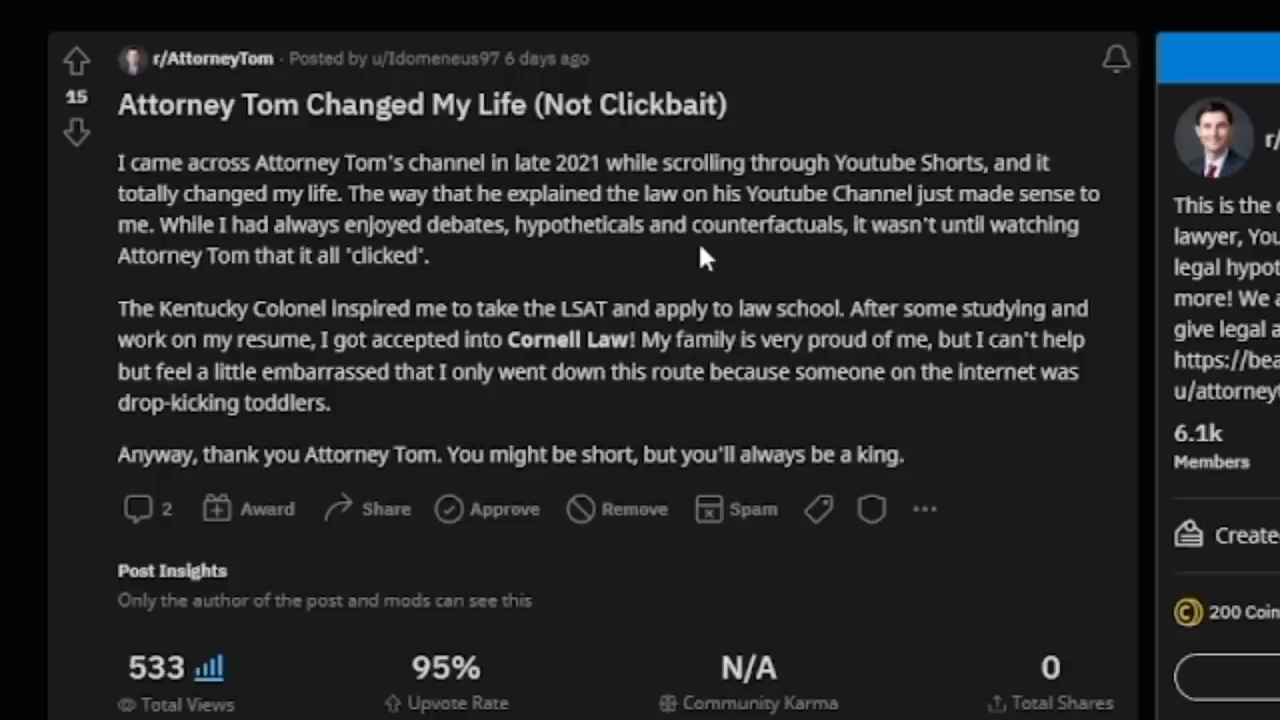 r/AttorneyTom · Posted by u/Idomeneus97 6 days ago
15
Attorney Tom Changed My Life (Not Clickbait)
I came across Attorney Tom's channel in late 2021 while scrolling through Youtube Shorts, and it
totally changed my life. The way that he explained the law on his Youtube Channel just made sense to
me. While I had always enjoyed debates, hypotheticals and counterfactuals, it wasn't until watching
Attorney Tom that it all "clicked".
The Kentucky Colonel inspired me to take the LSAT and apply to law school. After some studying and
work on my resume, I got accepted into Cornell Law! My family is very proud of me, but I can't help
but feel a little embarrassed that I only went down this route because someone on the internet was
drop-kicking toddlers.
Anyway, thank you Attorney Tom. You might be short, but you'll always be a king.
2 Award Share Approve Remove Spam
Post Insights
Only the author of the post and mods can see this
533 95% N/A 0
Total Views Upvote Rate Community Karma Total Shares
r/
This is the
lawyer, You
legal hypot
more! We a
give legal a
https://bea
u/attorney
6.1k
Members
Create
200 Coin